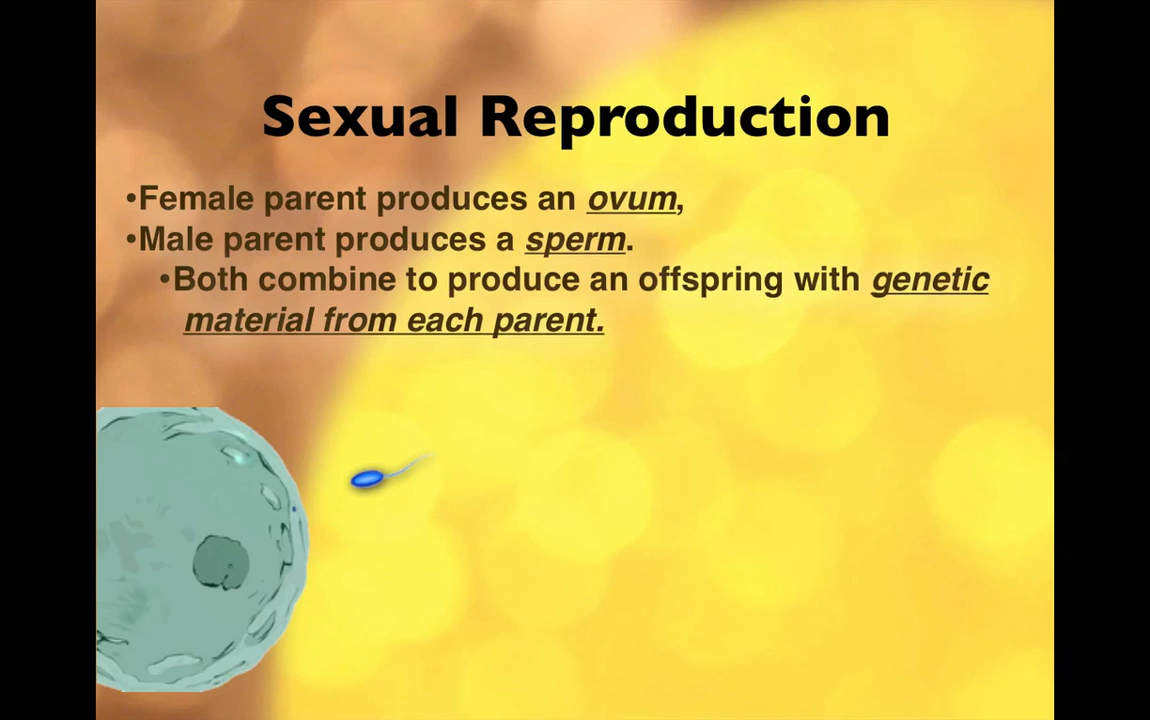 Sexual Reproduction
•Female parent produces an ovum,
•Male parent produces a sperm.
•Both combine to produce an offspring with genetic
material from each parent.